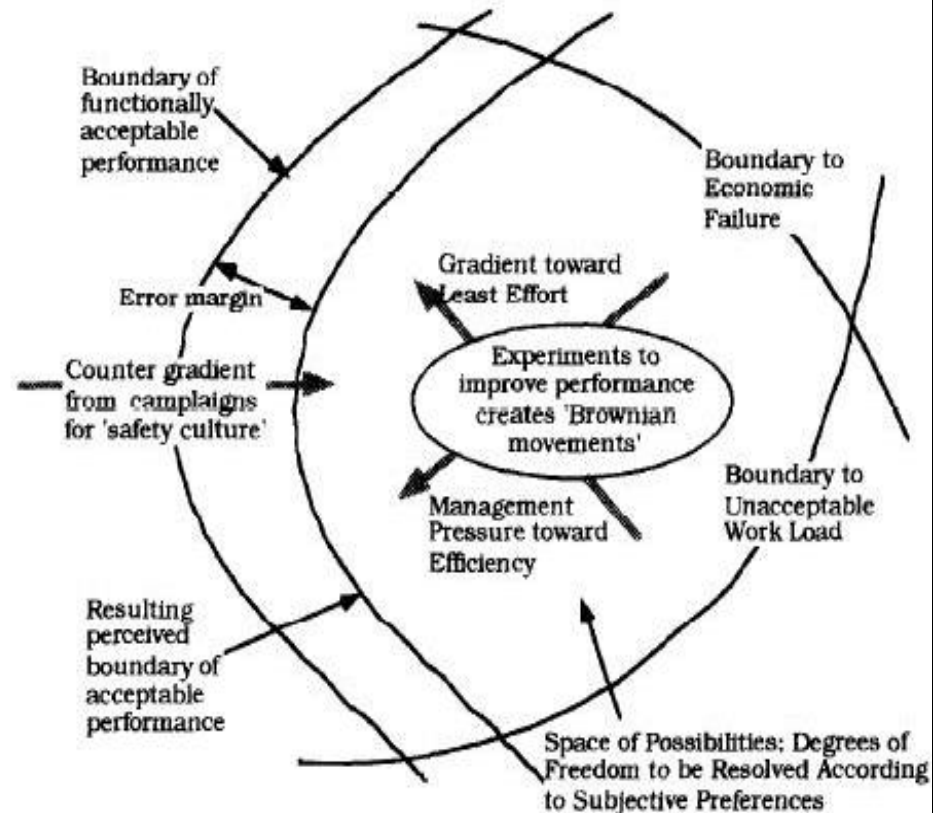 Boundary of
functionally
acceptable
performance
Boundary to
Economic
Failure
Error margin
Gradient toward
Least Effort
Counter gradient
from camplaigns
for 'safety culture'
Experiments to
improve performance
creates 'Brownian
movements'
Management
Pressure toward
Efficiency
Boundary to
Unacceptable
Work Load
Resulting
perceived
boundary of
acceptable
performance
Space of Possibilities; Degrees of
Freedom to be Resolved According
to Subjective Preferences